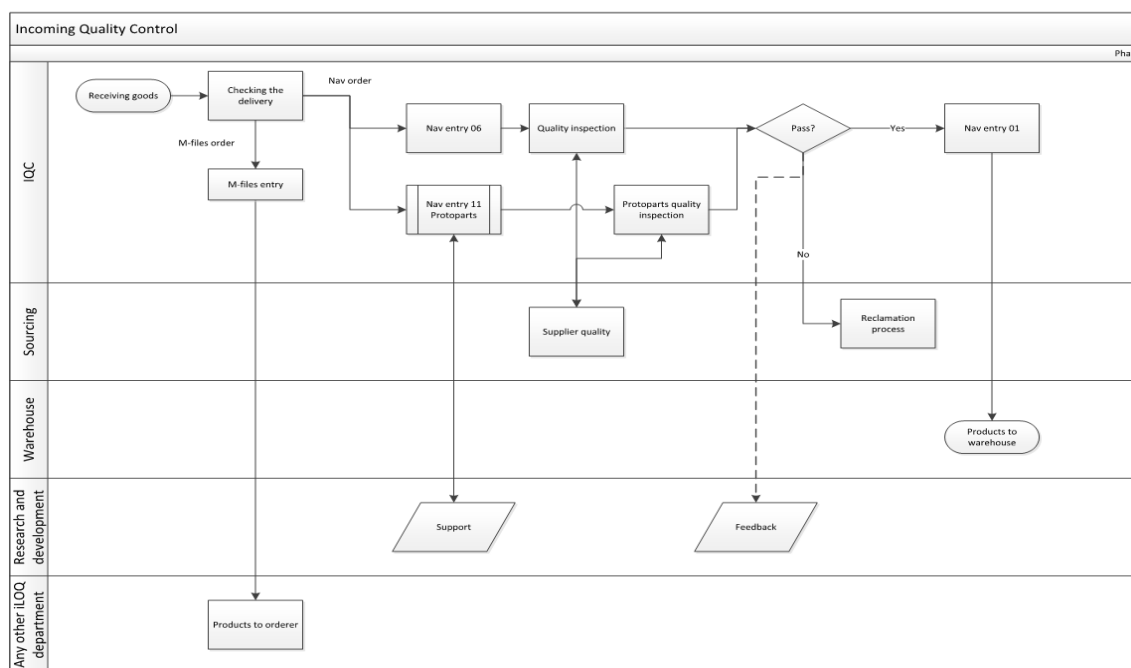 Incoming Quality Control
Pha
IQC
Receiving goods
Checking the
delivery
Nav order
M-files order
M-files entry
Nav entry 06
Quality inspection
Nav entry 11
Protoparts
Protoparts quality
inspection
Pass?
Yes
Nav entry 01
No
Sourcing
Supplier quality
Reclamation
process
Warehouse
Products to
warehouse
Research and
development
Support
Feedback
Any other iLOQ
department
Products to orderer